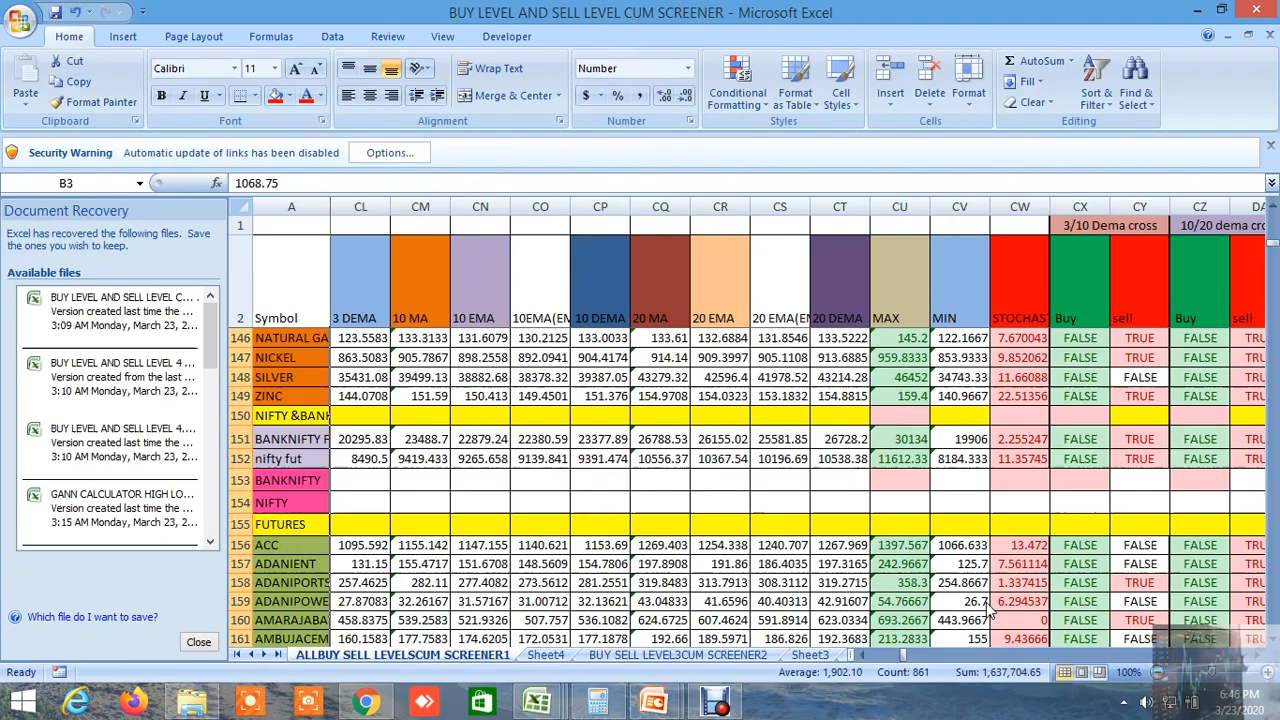 BUY LEVEL AND SELL LEVEL CUM SCREENER - Microsoft Excel
Home Insert Page Layout Formulas Data Review View Developer
Paste Cut Copy Format Painter
Calibri 11 Wrap Text Merge & Center Number
Conditional Formatting Format as Table Cell Styles Insert Delete Format
AutoSum Fill Clear Sort & Filter Find & Select
Clipboard Font Alignment Number Styles Cells Editing
Security Warning Automatic update of links has been disabled Options...
B3 fx 1068.75
Document Recovery
Excel has recovered the following files. Save the ones you wish to keep.
Available files
BUY LEVEL AND SELL LEVEL C...
Version created last time the ...
3:09 AM Monday, March 23, 2...
BUY LEVEL AND SELL LEVEL 4 ...
Version created from the last ...
3:10 AM Monday, March 23, 2...
BUY LEVEL AND SELL LEVEL 4...
Version created last time the ...
3:10 AM Monday, March 23, 2...
GANN CALCULATOR HIGH LO...
Version created last time the ...
3:15 AM Monday, March 23, 2...
Which file do I want to save?
Close
A CL CM CN CO CP CQ CR CS CT CU CV CW CX CY CZ DA
1 3/10 Dema cross 10/20 dema cro
2 Symbol 3 DEMA 10 MA 10 EMA 10EMA(EM 10 DEMA 20 MA 20 EMA 20 EMA(EM 20 DEMA MAX MIN STOCHAS Buy sell Buy sell
146 NATURAL GA 123.5583 133.3133 131.6079 130.2125 133.0033 133.61 132.6884 131.8546 133.5222 145.2 122.1667 7.670043 FALSE TRUE FALSE TRU
147 NICKEL 863.5083 905.7867 898.2558 892.0941 904.4174 914.14 909.3997 905.1108 913.6885 959.8333 853.9333 9.852062 FALSE TRUE FALSE TRU
148 SILVER 35431.08 39499.13 38882.68 38378.32 39387.05 43279.32 42596.4 41978.52 43214.28 46452 34743.33 11.66088 FALSE FALSE FALSE TRU
149 ZINC 144.0708 151.59 150.413 149.4501 151.376 154.9708 154.0324 153.1832 154.8815 159.4 140.9667 22.51356 FALSE TRUE FALSE TRU
150 NIFTY &BANK
151 BANKNIFTY F 20295.83 23488.7 22879.24 22380.59 23377.89 26788.53 26155.02 25581.85 26728.2 30134 19906 2.255247 FALSE TRUE FALSE TRU
152 nifty fut 8490.5 9419.433 9265.658 9139.841 9391.474 10556.37 10367.54 10196.69 10538.38 11612.33 8184.333 11.35745 FALSE TRUE FALSE TRU
153 BANKNIFTY
154 NIFTY
155 FUTURES
156 ACC 1095.592 1155.142 1147.155 1140.621 1153.69 1269.403 1254.338 1240.707 1267.969 1397.567 1066.633 13.472 FALSE FALSE FALSE TRU
157 ADANIENT 131.15 155.4717 151.6708 148.5609 154.7806 197.8908 191.86 186.4035 197.3165 242.9667 125.7 7.561114 FALSE TRUE FALSE TRU
158 ADANIPORTS 257.4625 282.11 277.4082 273.5612 281.2551 319.8483 313.7913 308.3112 319.2715 358.3 254.8667 1.337415 FALSE TRUE FALSE TRU
159 ADANIPOWE 27.87083 32.26167 31.57167 31.00712 32.13621 43.04833 41.6596 40.40313 42.91607 54.76667 26.7 6.294537 FALSE FALSE FALSE TRU
160 AMARAJABA 458.8375 539.2583 521.9326 507.757 536.1082 624.6725 607.4624 591.8914 623.0334 693.2667 443.9667 0 FALSE TRUE FALSE TRU
161 AMBUJACEM 160.1583 177.7583 174.6205 172.0531 177.1878 192.66 189.5971 186.826 192.3683 213.2833 155 9.43666 FALSE FALSE FALSE TRU
ALLBUY SELL LEVELSCUM SCREENER1 Sheet4 BUY SELL LEVEL3CUM SCREENER2 Sheet3
Ready Average: 1,902.10 Count: 861 Sum: 1,637,704.65 100%
6:46 PM
3/23/2020